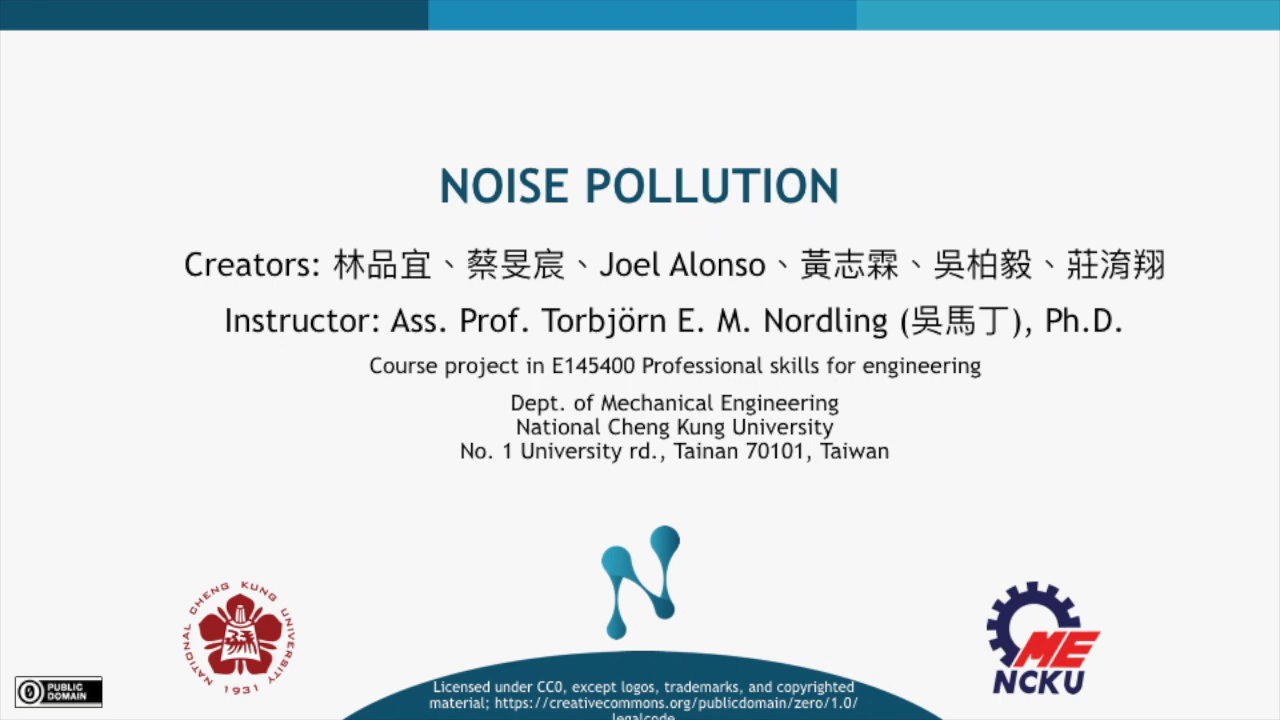 NOISE POLLUTION
Creators: 林品宜、蔡旻宸、Joel Alonso、黃志霖、吳柏毅、莊淯翔
Instructor: Ass. Prof. Torbjörn E. M. Nordling (吳馬丁), Ph.D.
Course project in E145400 Professional skills for engineering
Dept. of Mechanical Engineering
National Cheng Kung University
No. 1 University rd., Tainan 70101, Taiwan
NATIONAL CHENG KUNG UNIVERSITY
1931
ME
NCKU
PUBLIC
DOMAIN
Licensed under CC0, except logos, trademarks, and copyrighted
material; https://creativecommons.org/publicdomain/zero/1.0/
legalcode